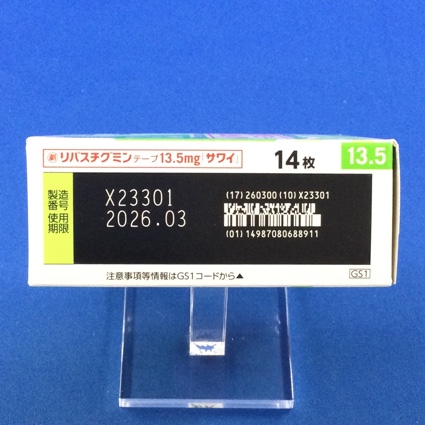 劇 リバスチグミンテープ13.5mg「サワイ」 14枚 13.5
製造番号 X23301
使用期限 2026.03
(17) 260300 (10) X23301
(01) 14987080688911
注意事項等情報はGS1コードから▲ GS1